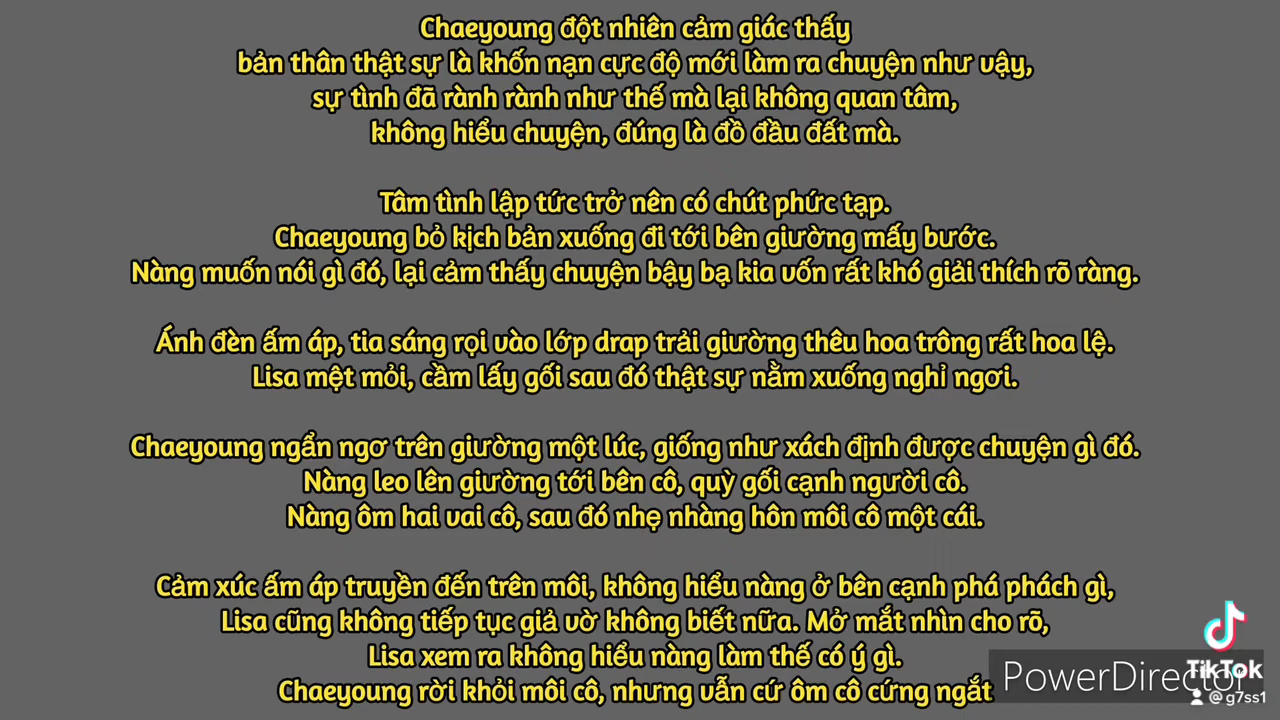 Chaeyoung đột nhiên cảm giác thấy
bản thân thật sự là khốn nạn cực độ mới làm ra chuyện như vậy,
sự tình đã rành rành như thế mà lại không quan tâm,
không hiểu chuyện, đúng là đồ đầu đất mà.
Tâm tình lập tức trở nên có chút phức tạp.
Chaeyoung bỏ kịch bản xuống đi tới bên giường mấy bước.
Nàng muốn nói gì đó, lại cảm thấy chuyện bậy bạ kia vốn rất khó giải thích rõ ràng.
Ánh đèn ấm áp, tia sáng rọi vào lớp drap trải giường thêu hoa trông rất hoa lệ.
Lisa mệt mỏi, cầm lấy gối sau đó thật sự nằm xuống nghỉ ngơi.
Chaeyoung ngẩn ngơ trên giường một lúc, giống như xách định được chuyện gì đó.
Nàng leo lên giường tới bên cô, quỳ gối cạnh người cô.
Nàng ôm hai vai cô, sau đó nhẹ nhàng hôn môi cô một cái.
Cảm xúc ấm áp truyền đến trên môi, không hiểu nàng ở bên cạnh phá phách gì,
Lisa cũng không tiếp tục giả vờ không biết nữa. Mở mắt nhìn cho rõ,
Lisa xem ra không hiểu nàng làm thế có ý gì.
Chaeyoung rời khỏi môi cô, nhưng vẫn cứ ôm cô cứng ngắt
PowerDirector
TikTok
@g7ss1